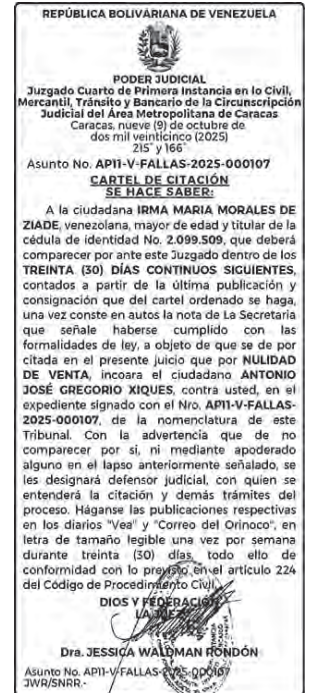 REPÚBLICA BOLIVARIANA DE VENEZUELA
PODER JUDICIAL
Juzgado Cuarto de Primera Instancia en lo Civil,
Mercantil, Tránsito y Bancario de la Circunscripción
Judicial del Área Metropolitana de Caracas
Caracas, nueve (9) de octubre de
dos mil veinticinco (2025)
215° y 166°
Asunto No. AP11-V-FALLAS-2025-000107
CARTEL DE CITACIÓN
SE HACE SABER:
A la ciudadana IRMA MARIA MORALES DE
ZIADE, venezolana, mayor de edad y titular de la
cédula de identidad No. 2.099.509, que deberá
comparecer por ante este Juzgado dentro de los
TREINTA (30) DÍAS CONTINUOS SIGUIENTES,
contados a partir de la última publicación y
consignación que del cartel ordenado se haga,
una vez conste en autos la nota de La Secretaria
que señale haberse cumplido con las
formalidades de ley, a objeto de que se de por
citada en el presente juicio que por NULIDAD
DE VENTA, incoara el ciudadano ANTONIO
JOSÉ GREGORIO XIQUES, contra usted, en el
expediente signado con el Nro. AP11-V-FALLAS-
2025-000107, de la nomenclatura de este
Tribunal. Con la advertencia que de no
comparecer por si, ni mediante apoderado
alguno en el lapso anteriormente señalado, se
les designará defensor judicial, con quien se
entenderá la citación y demás trámites del
proceso. Háganse las publicaciones respectivas
en los diarios "Vea" y "Correo del Orinoco", en
letra de tamaño legible una vez por semana
durante treinta (30) días, todo ello de
conformidad con lo previsto en el articulo 224
del Código de Procedimiento Civil.
DIOS Y FEDERACIÓN
LA JUEZ
Dra. JESSICA WALDMAN RONDÓN
Asunto No. AP11-V-FALLAS-2025-000107
JWR/SNRR.-